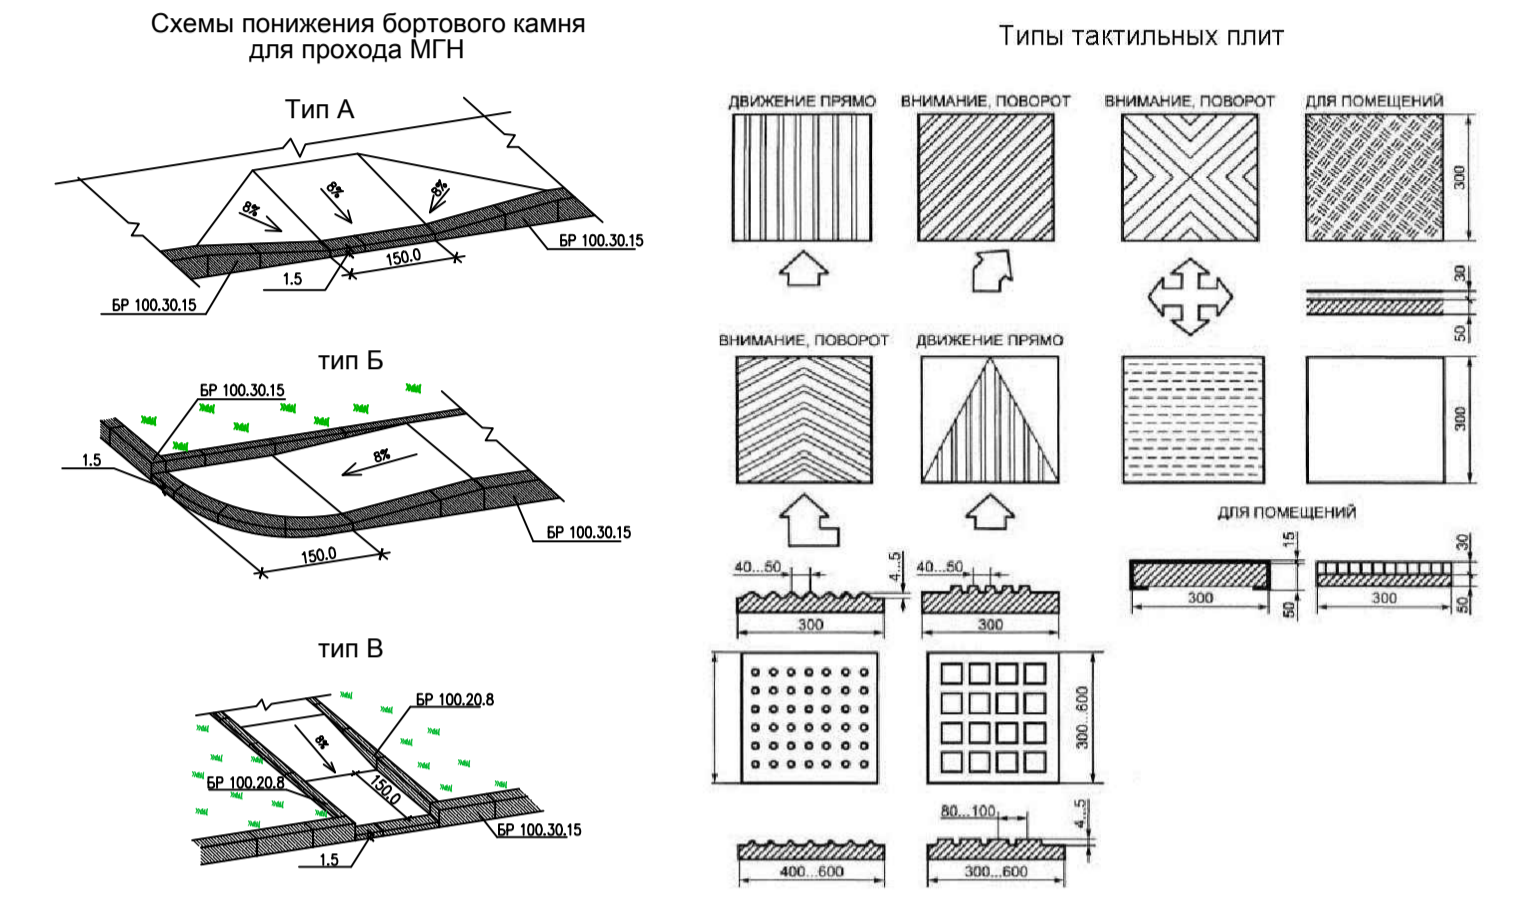 Схемы понижения бортового камня
для прохода МГН
Тип А
8%
8%
8%
БР 100.30.15
150.0
1.5
БР 100.30.15
тип Б
БР 100.30.15
1.5
8%
БР 100.30.15
150.0
тип В
БР 100.20.8
8%
БР 100.20.8
150.0
БР 100.30.15
1.5
Типы тактильных плит
ДВИЖЕНИЕ ПРЯМО
ВНИМАНИЕ, ПОВОРОТ
ВНИМАНИЕ, ПОВОРОТ
ДЛЯ ПОМЕЩЕНИЙ
300
30
50
ВНИМАНИЕ, ПОВОРОТ
ДВИЖЕНИЕ ПРЯМО
300
ДЛЯ ПОМЕЩЕНИЙ
40...50
4...5
40...50
300
300
15
30
300
50
300
50
300...600
80...100
4...5
400...600
300...600